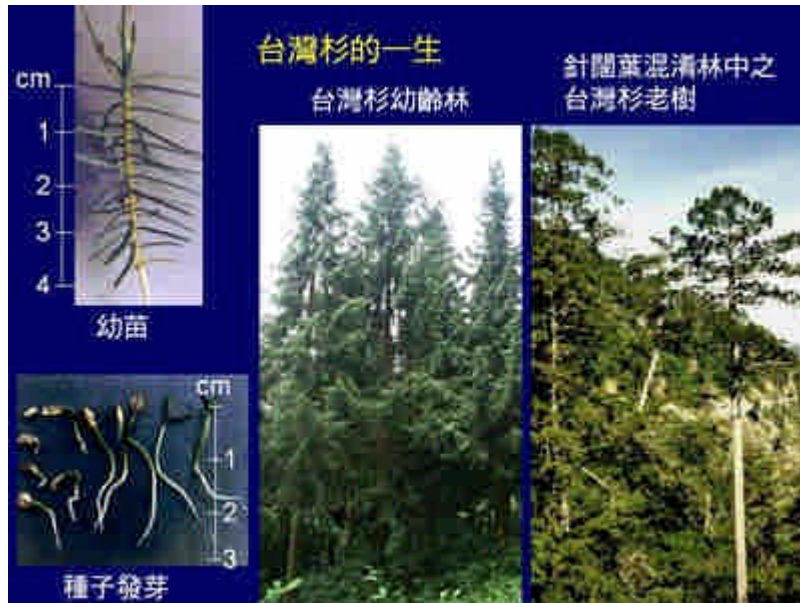 台灣杉的一生
台灣杉幼齡林
針闊葉混淆林中之
台灣杉老樹
cm
1
2
3
4
幼苗
cm
1
2
3
種子發芽